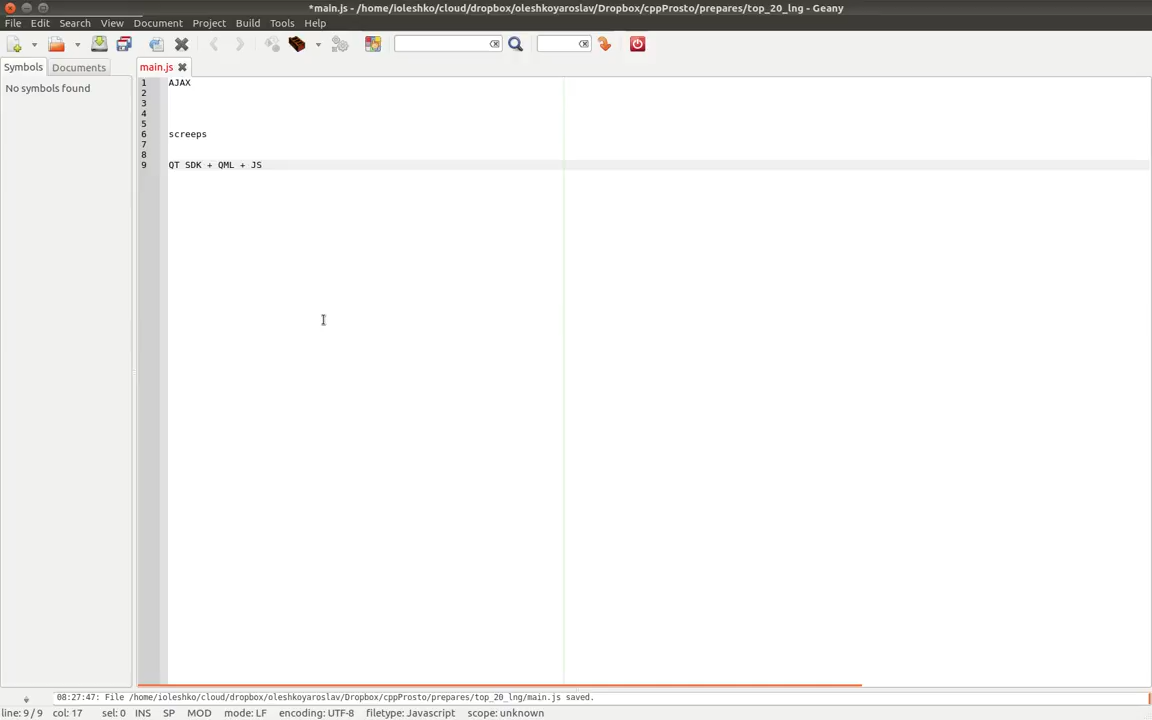 *main.js - /home/ioleshko/cloud/dropbox/oleshkoyaroslav/Dropbox/cppProsto/prepares/top_20_lng - Geany
File Edit Search View Document Project Build Tools Help
Symbols Documents
main.js
No symbols found
1 AJAX
2
3
4
5
6 screeps
7
8
9 QT SDK + QML + JS
08:27:47: File /home/ioleshko/cloud/dropbox/oleshkoyaroslav/Dropbox/cppProsto/prepares/top_20_lng/main.js saved.
line: 9 / 9 col: 17 sel: 0 INS SP MOD mode: LF encoding: UTF-8 filetype: Javascript scope: unknown